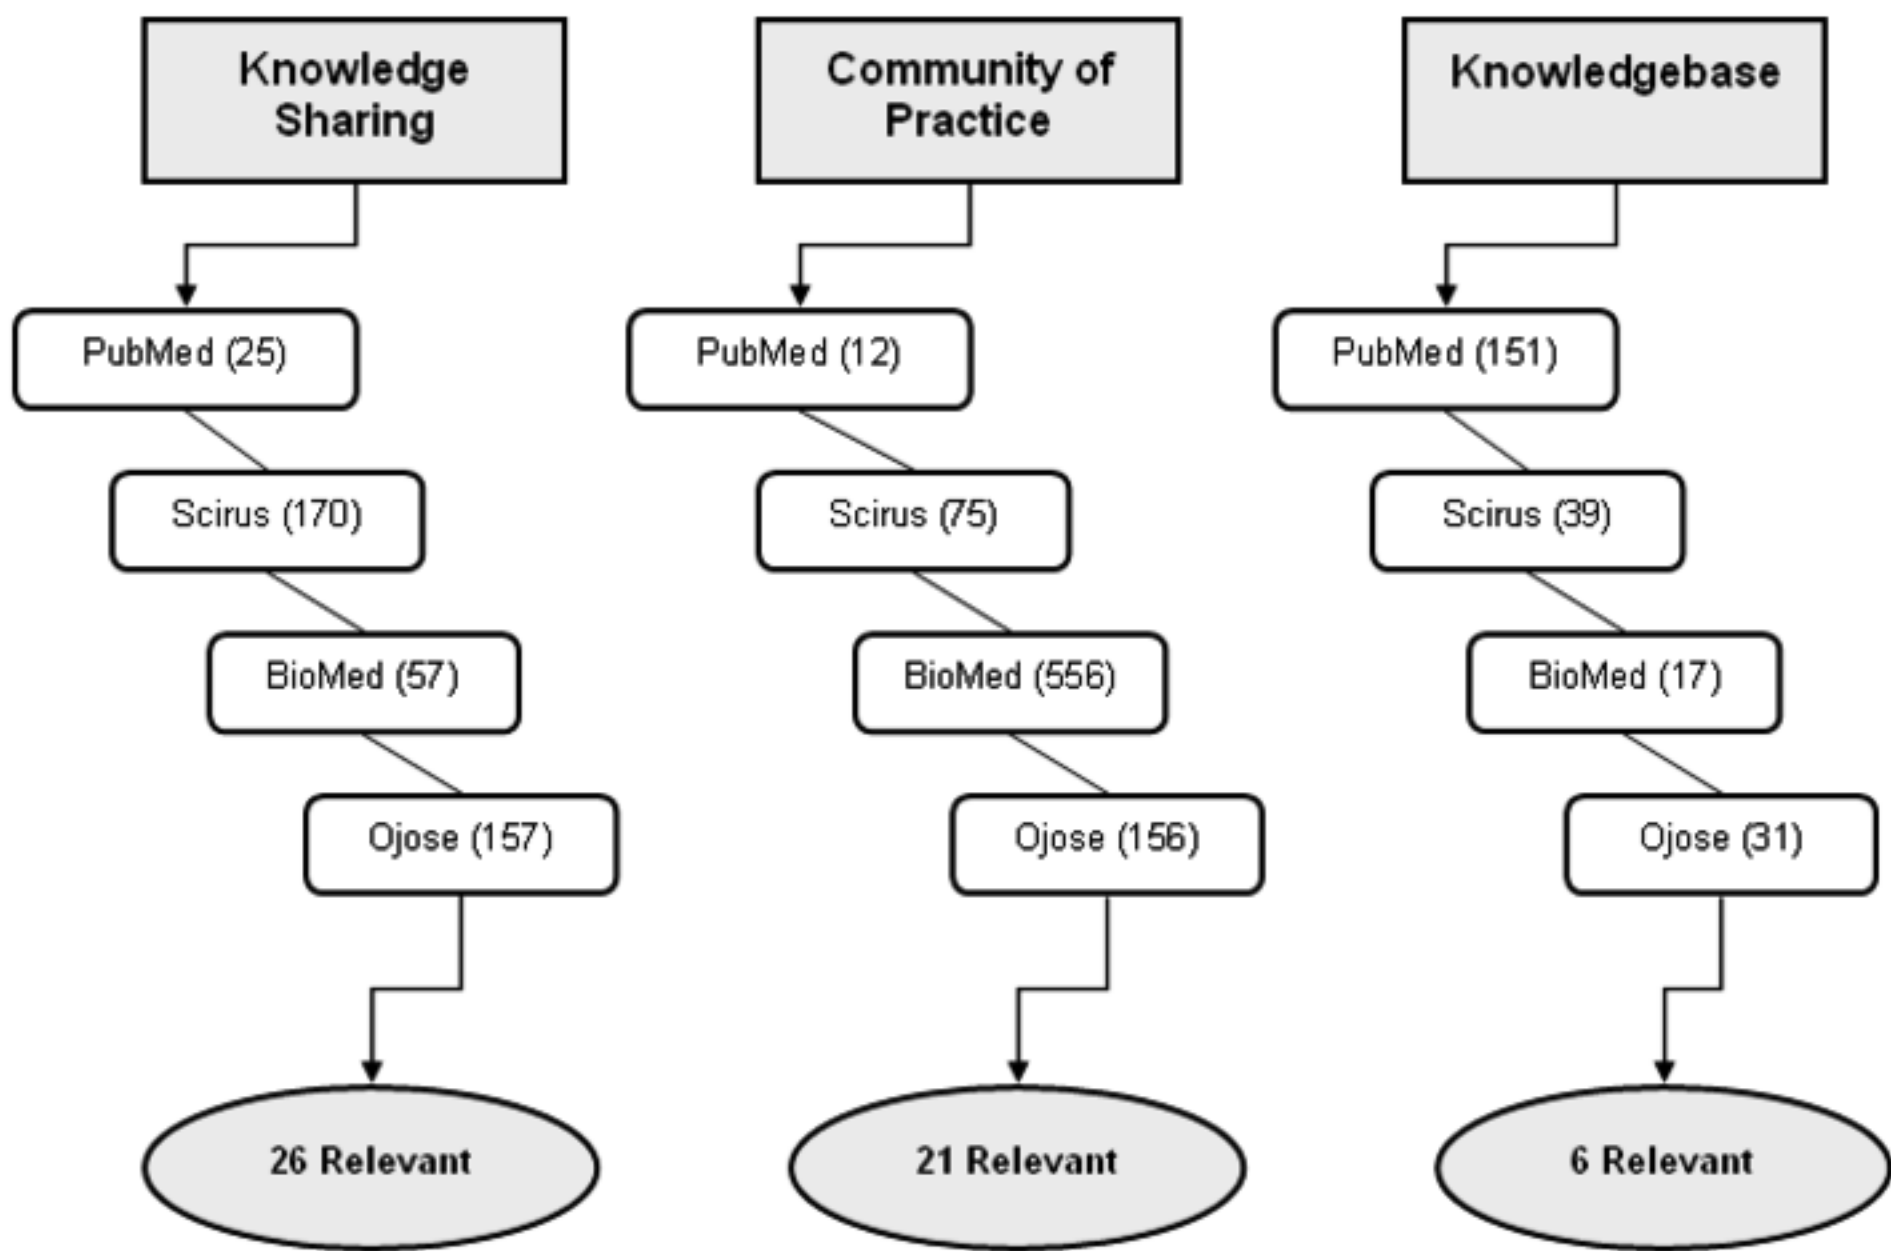 Knowledge
Sharing
PubMed (25)
Scirus (170)
BioMed (57)
Ojose (157)
26 Relevant
Community of
Practice
PubMed (12)
Scirus (75)
BioMed (556)
Ojose (156)
21 Relevant
Knowledgebase
PubMed (151)
Scirus (39)
BioMed (17)
Ojose (31)
6 Relevant